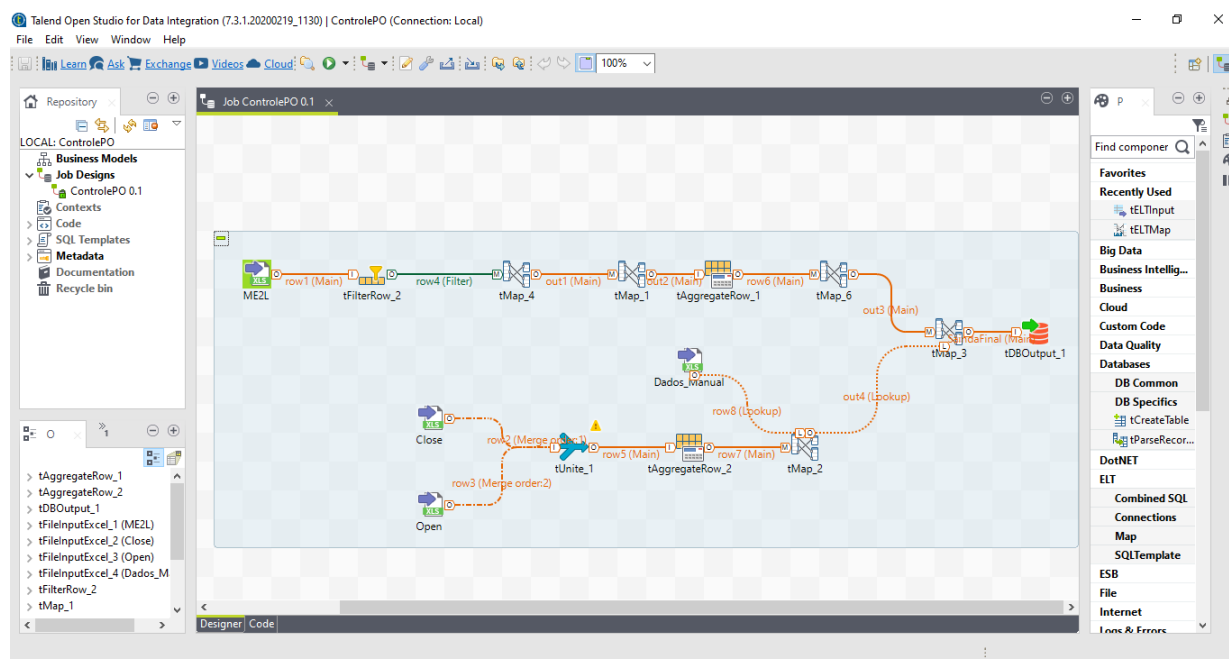 Talend Open Studio for Data Integration (7.3.1.20200219_1130) | ControlePO (Connection: Local)
File Edit View Window Help
Learn Ask Exchange Videos Cloud 100%
Repository
LOCAL: ControlePO
Business Models
Job Designs
ControlePO 0.1
Contexts
Code
SQL Templates
Metadata
Documentation
Recycle bin
O
1
tAggregateRow_1
tAggregateRow_2
tDBOutput_1
tFileInputExcel_1 (ME2L)
tFileInputExcel_2 (Close)
tFileInputExcel_3 (Open)
tFileInputExcel_4 (Dados_M
tFilterRow_2
tMap_1
Job ControlePO 0.1
ME2L
row1 (Main)
tFilterRow_2
row4 (Filter)
tMap_4
out1 (Main)
tMap_1
out2 (Main)
tAggregateRow_1
row6 (Main)
tMap_6
out3 (Main)
tMap_3
daFinal (Mai
tDBOutput_1
Dados_Manual
row8 (Lookup)
out4 (Lookup)
Close
row2 (Merge order:1)
tUnite_1
row5 (Main)
tAggregateRow_2
row7 (Main)
tMap_2
row3 (Merge order:2)
Open
Designer Code
P
Find componer
Favorites
Recently Used
tELTInput
tELTMap
Big Data
Business Intellig...
Business
Cloud
Custom Code
Data Quality
Databases
DB Common
DB Specifics
tCreateTable
tParseRecor...
DotNET
ELT
Combined SQL
Connections
Map
SQLTemplate
ESB
File
Internet
Logs & Errors